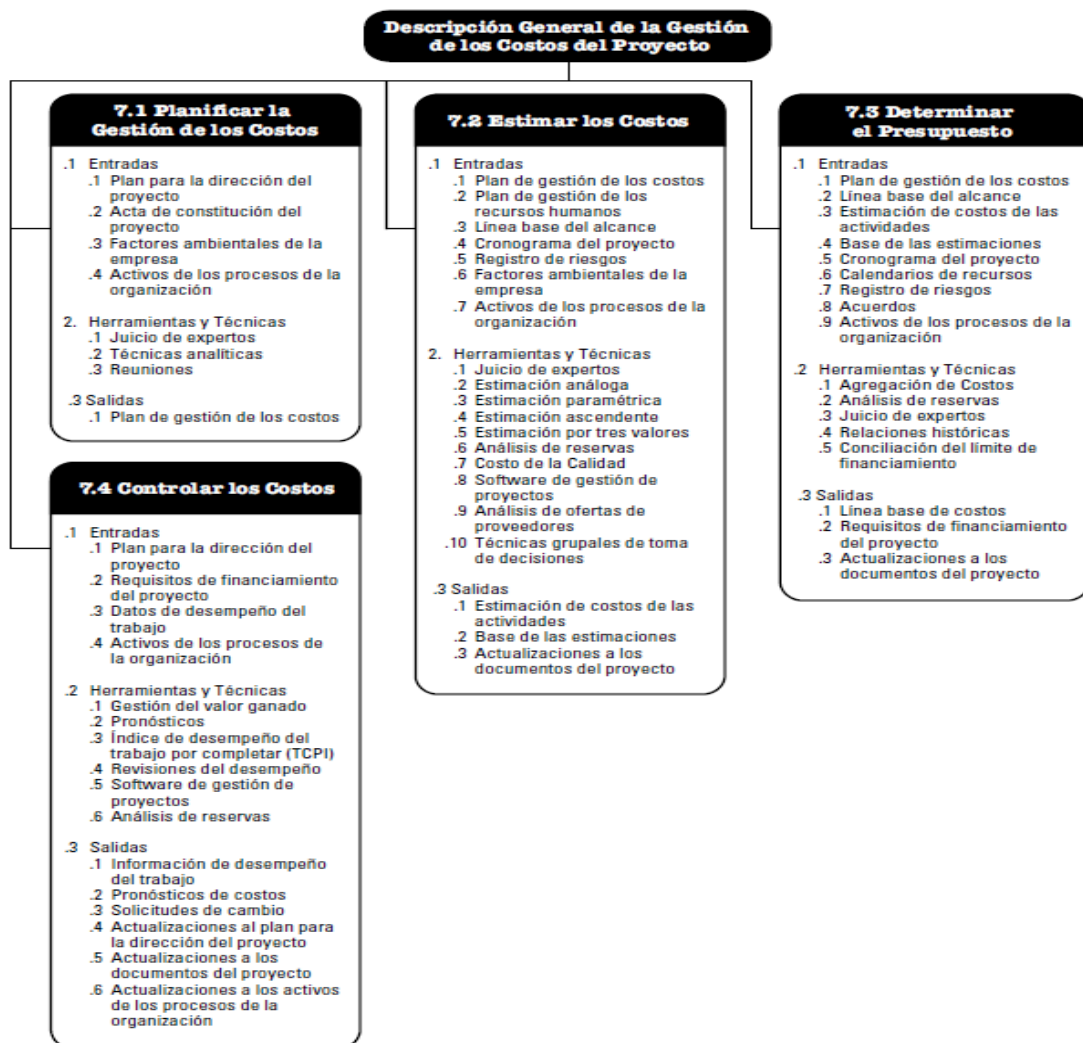 Descripción General de la Gestión
de los Costos del Proyecto
7.1 Planificar la
Gestión de los Costos
.1 Entradas
.1 Plan para la dirección del
proyecto
.2 Acta de constitución del
proyecto
.3 Factores ambientales de la
empresa
.4 Activos de los procesos de la
organización
2. Herramientas y Técnicas
.1 Juicio de expertos
.2 Técnicas analíticas
.3 Reuniones
.3 Salidas
.1 Plan de gestión de los costos
7.2 Estimar los Costos
.1 Entradas
.1 Plan de gestión de los costos
.2 Plan de gestión de los
recursos humanos
.3 Línea base del alcance
.4 Cronograma del proyecto
.5 Registro de riesgos
.6 Factores ambientales de la
empresa
.7 Activos de los procesos de la
organización
2. Herramientas y Técnicas
.1 Juicio de expertos
.2 Estimación análoga
.3 Estimación paramétrica
.4 Estimación ascendente
.5 Estimación por tres valores
.6 Análisis de reservas
.7 Costo de la Calidad
.8 Software de gestión de
proyectos
.9 Análisis de ofertas de
proveedores
.10 Técnicas grupales de toma
de decisiones
.3 Salidas
.1 Estimación de costos de las
actividades
.2 Base de las estimaciones
.3 Actualizaciones a los
documentos del proyecto
7.3 Determinar
el Presupuesto
.1 Entradas
.1 Plan de gestión de los costos
.2 Línea base del alcance
.3 Estimación de costos de las
actividades
.4 Base de las estimaciones
.5 Cronograma del proyecto
.6 Calendarios de recursos
.7 Registro de riesgos
.8 Acuerdos
.9 Activos de los procesos de la
organización
.2 Herramientas y Técnicas
.1 Agregación de Costos
.2 Análisis de reservas
.3 Juicio de expertos
.4 Relaciones históricas
.5 Conciliación del límite de
financiamiento
.3 Salidas
.1 Línea base de costos
.2 Requisitos de financiamiento
del proyecto
.3 Actualizaciones a los
documentos del proyecto
7.4 Controlar los Costos
.1 Entradas
.1 Plan para la dirección del
proyecto
.2 Requisitos de financiamiento
del proyecto
.3 Datos de desempeño del
trabajo
.4 Activos de los procesos de
la organización
.2 Herramientas y Técnicas
.1 Gestión del valor ganado
.2 Pronósticos
.3 Índice de desempeño del
trabajo por completar (TCPI)
.4 Revisiones del desempeño
.5 Software de gestión de
proyectos
.6 Análisis de reservas
.3 Salidas
.1 Información de desempeño
del trabajo
.2 Pronósticos de costos
.3 Solicitudes de cambio
.4 Actualizaciones al plan para
la dirección del proyecto
.5 Actualizaciones a los
documentos del proyecto
.6 Actualizaciones a los activos
de los procesos de la
organización